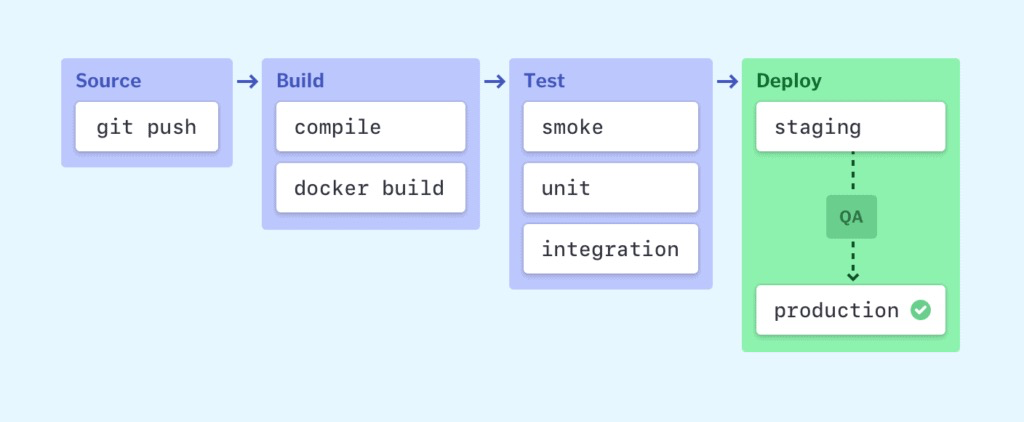 Source
git push
Build
compile
docker build
Test
smoke
unit
integration
Deploy
staging
QA
production